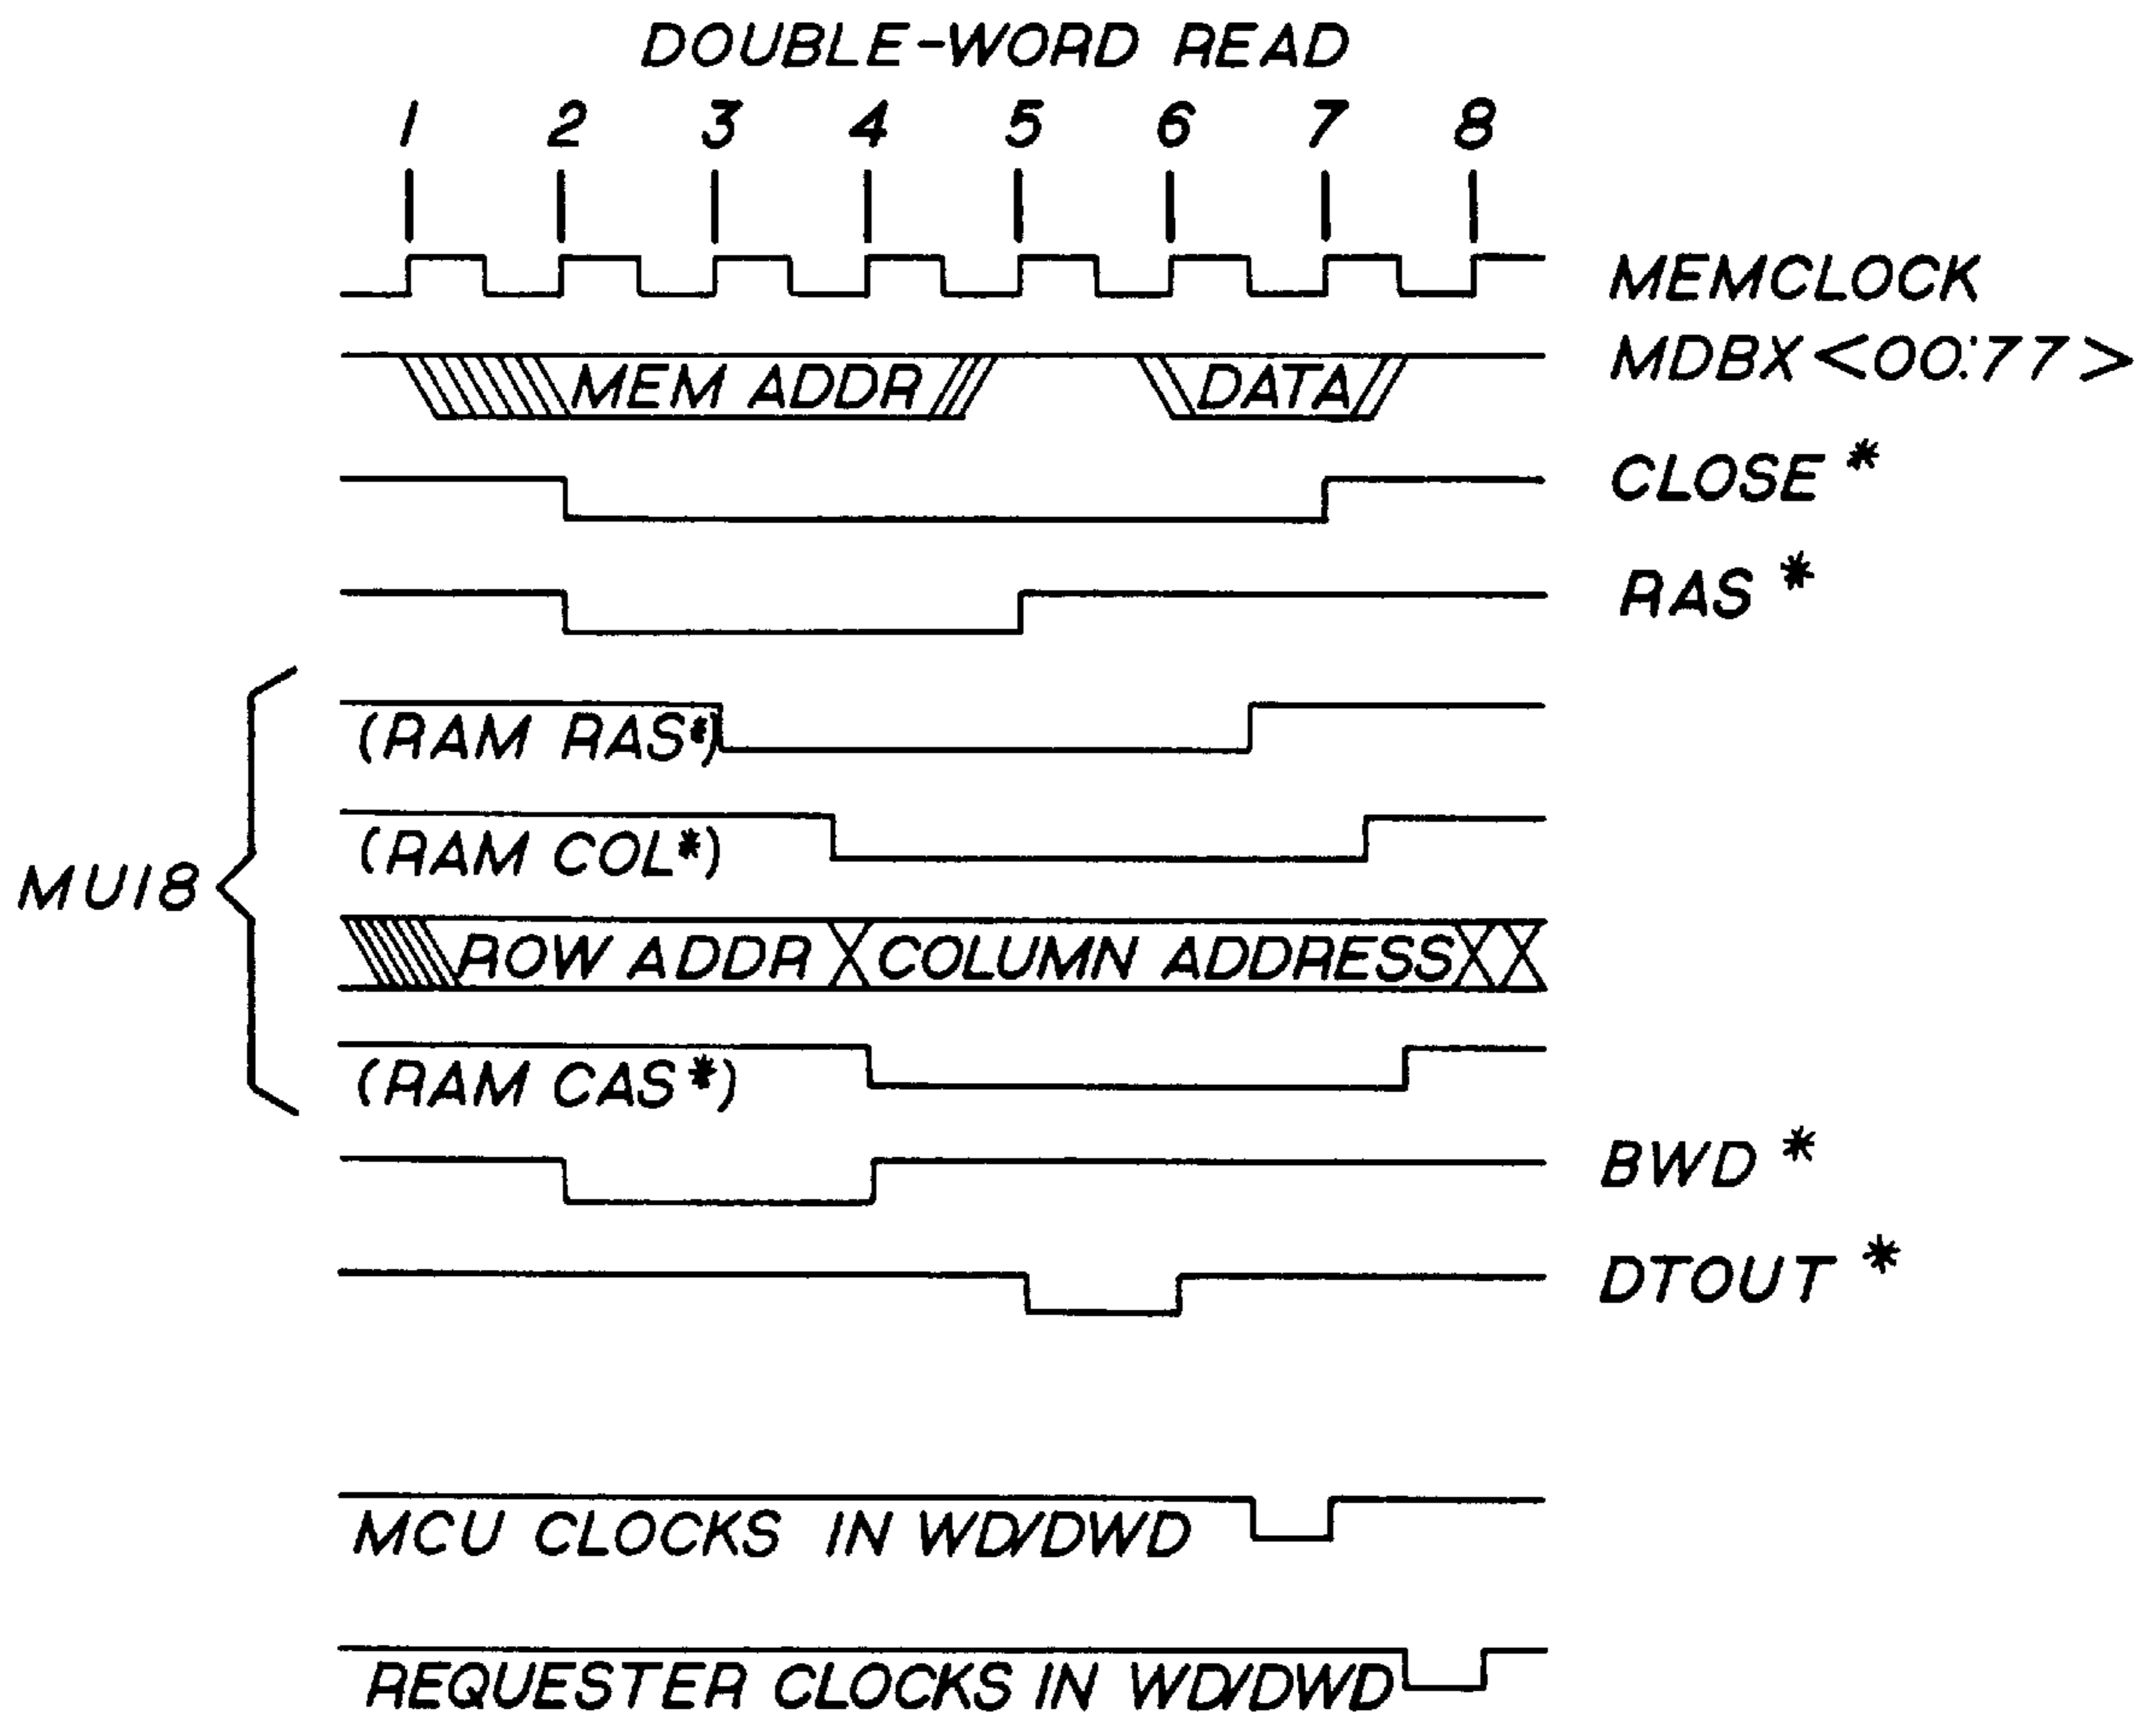 DOUBLE-WORD READ
1 2 3 4 5 6 7 8
MEMCLOCK
MDBX<00:77>
MEM ADDR DATA
CLOSE*
RAS*
(RAM RAS*)
(RAM COL*)
MU18
ROW ADDR COLUMN ADDRESS
(RAM CAS*)
BWD*
DTOUT*
MCU CLOCKS IN WD/DWD
REQUESTER CLOCKS IN WD/DWD